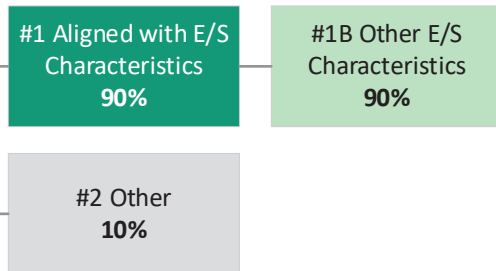 #1 Aligned with E/S
Characteristics
90%
#1B Other E/S
Characteristics
90%
#2 Other
10%